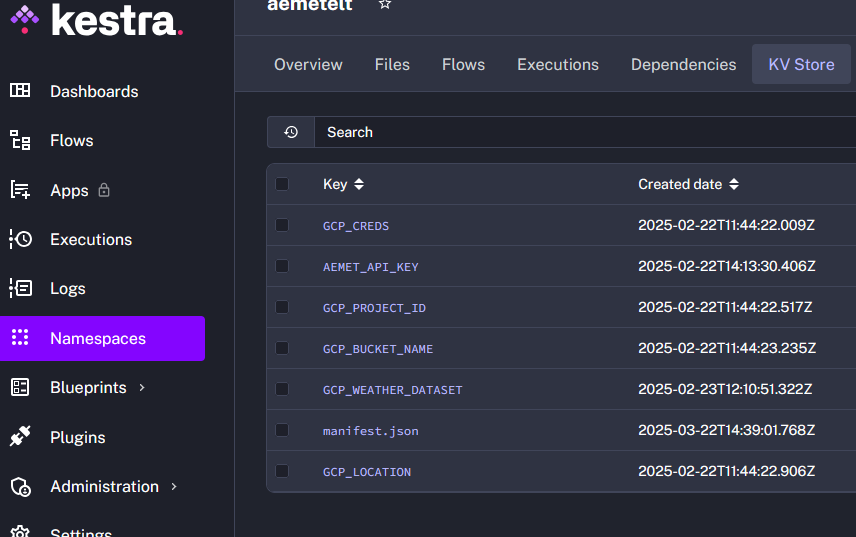 kestra.
Dashboards
Flows
Apps
Executions
Logs
Namespaces
Blueprints
Plugins
Administration
Settings
aemetelt
Overview Files Flows Executions Dependencies KV Store
Search
Key Created date
GCP_CREDS 2025-02-22T11:44:22.009Z
AEMET_API_KEY 2025-02-22T14:13:30.406Z
GCP_PROJECT_ID 2025-02-22T11:44:22.517Z
GCP_BUCKET_NAME 2025-02-22T11:44:23.235Z
GCP_WEATHER_DATASET 2025-02-23T12:10:51.322Z
manifest.json 2025-03-22T14:39:01.768Z
GCP_LOCATION 2025-02-22T11:44:22.906Z